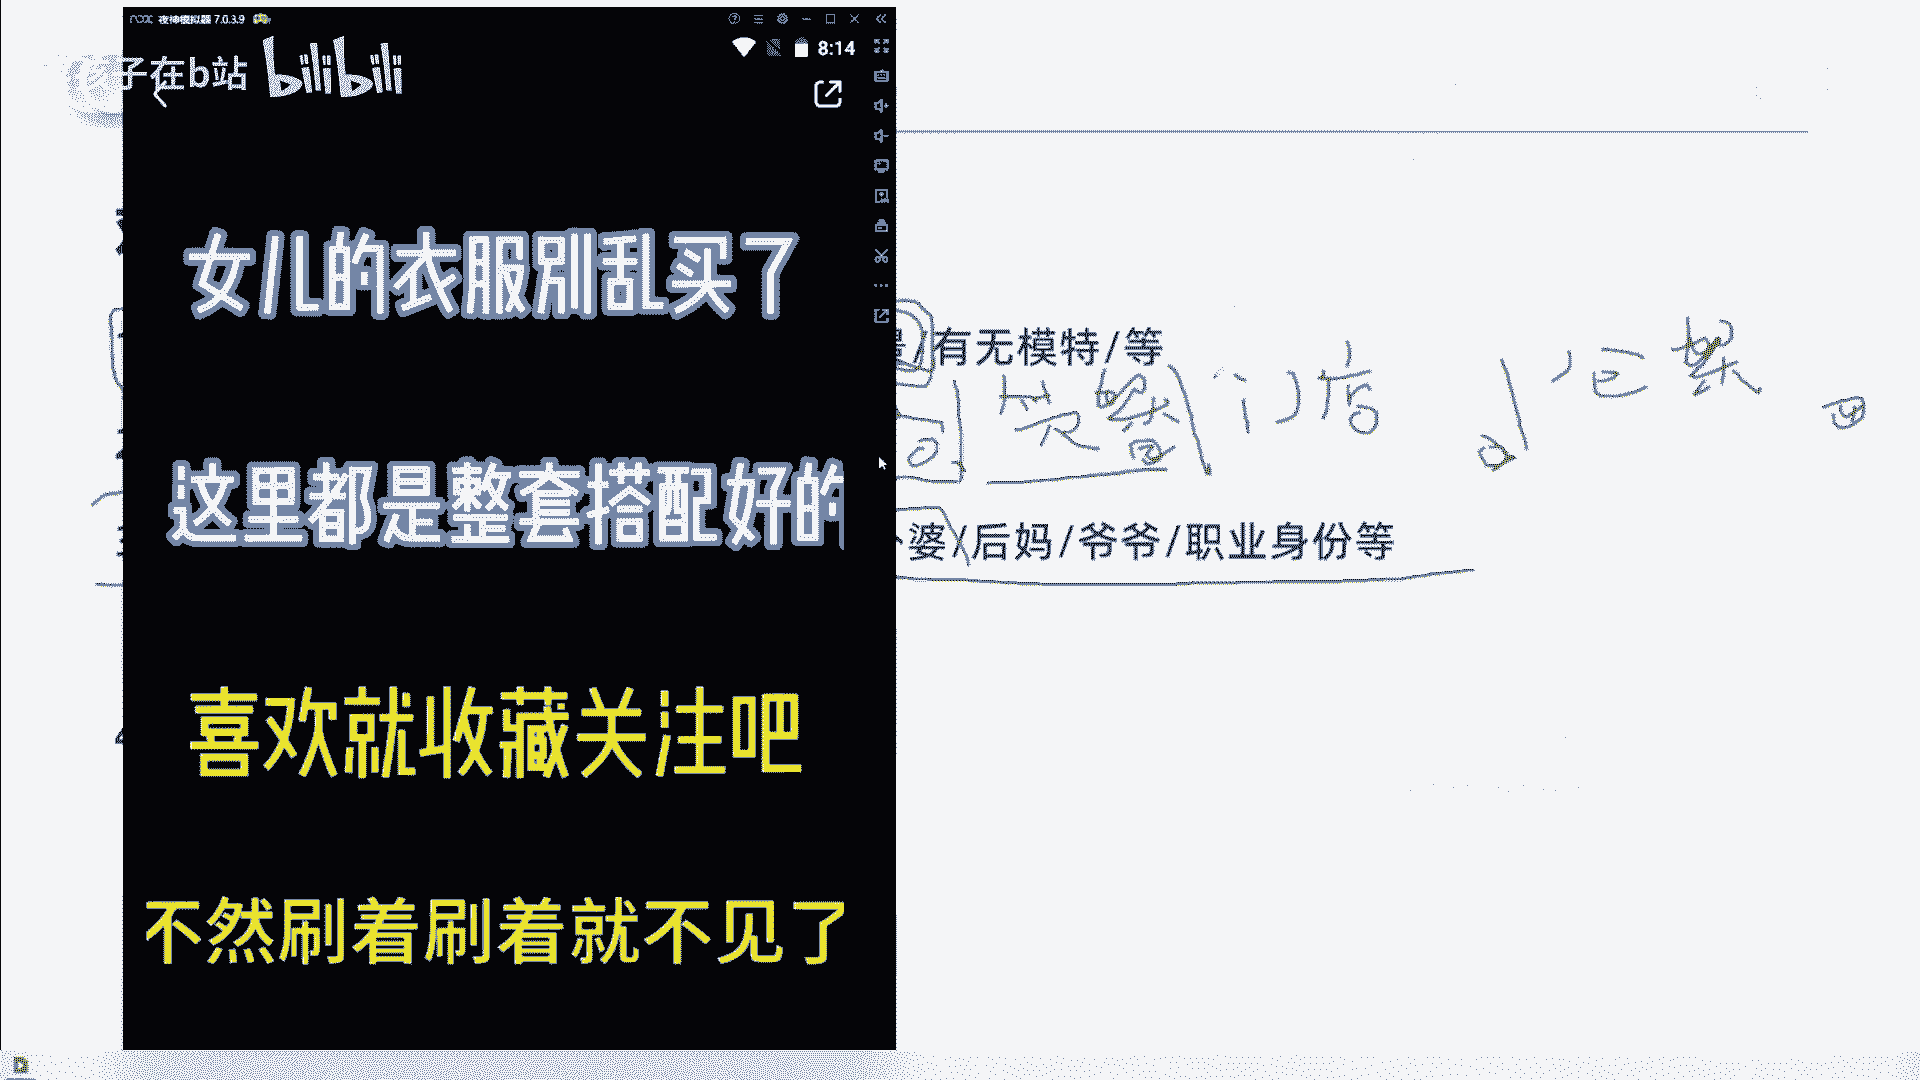 nox 夜神模拟器 7.0.3.9
8:14
子在b站 bilibili
女儿的衣服别乱买了
有无模特/等
门店
这里都是整套搭配好的
婆/后妈/爷爷/职业身份等
喜欢就收藏关注吧
不然刷着刷着就不见了